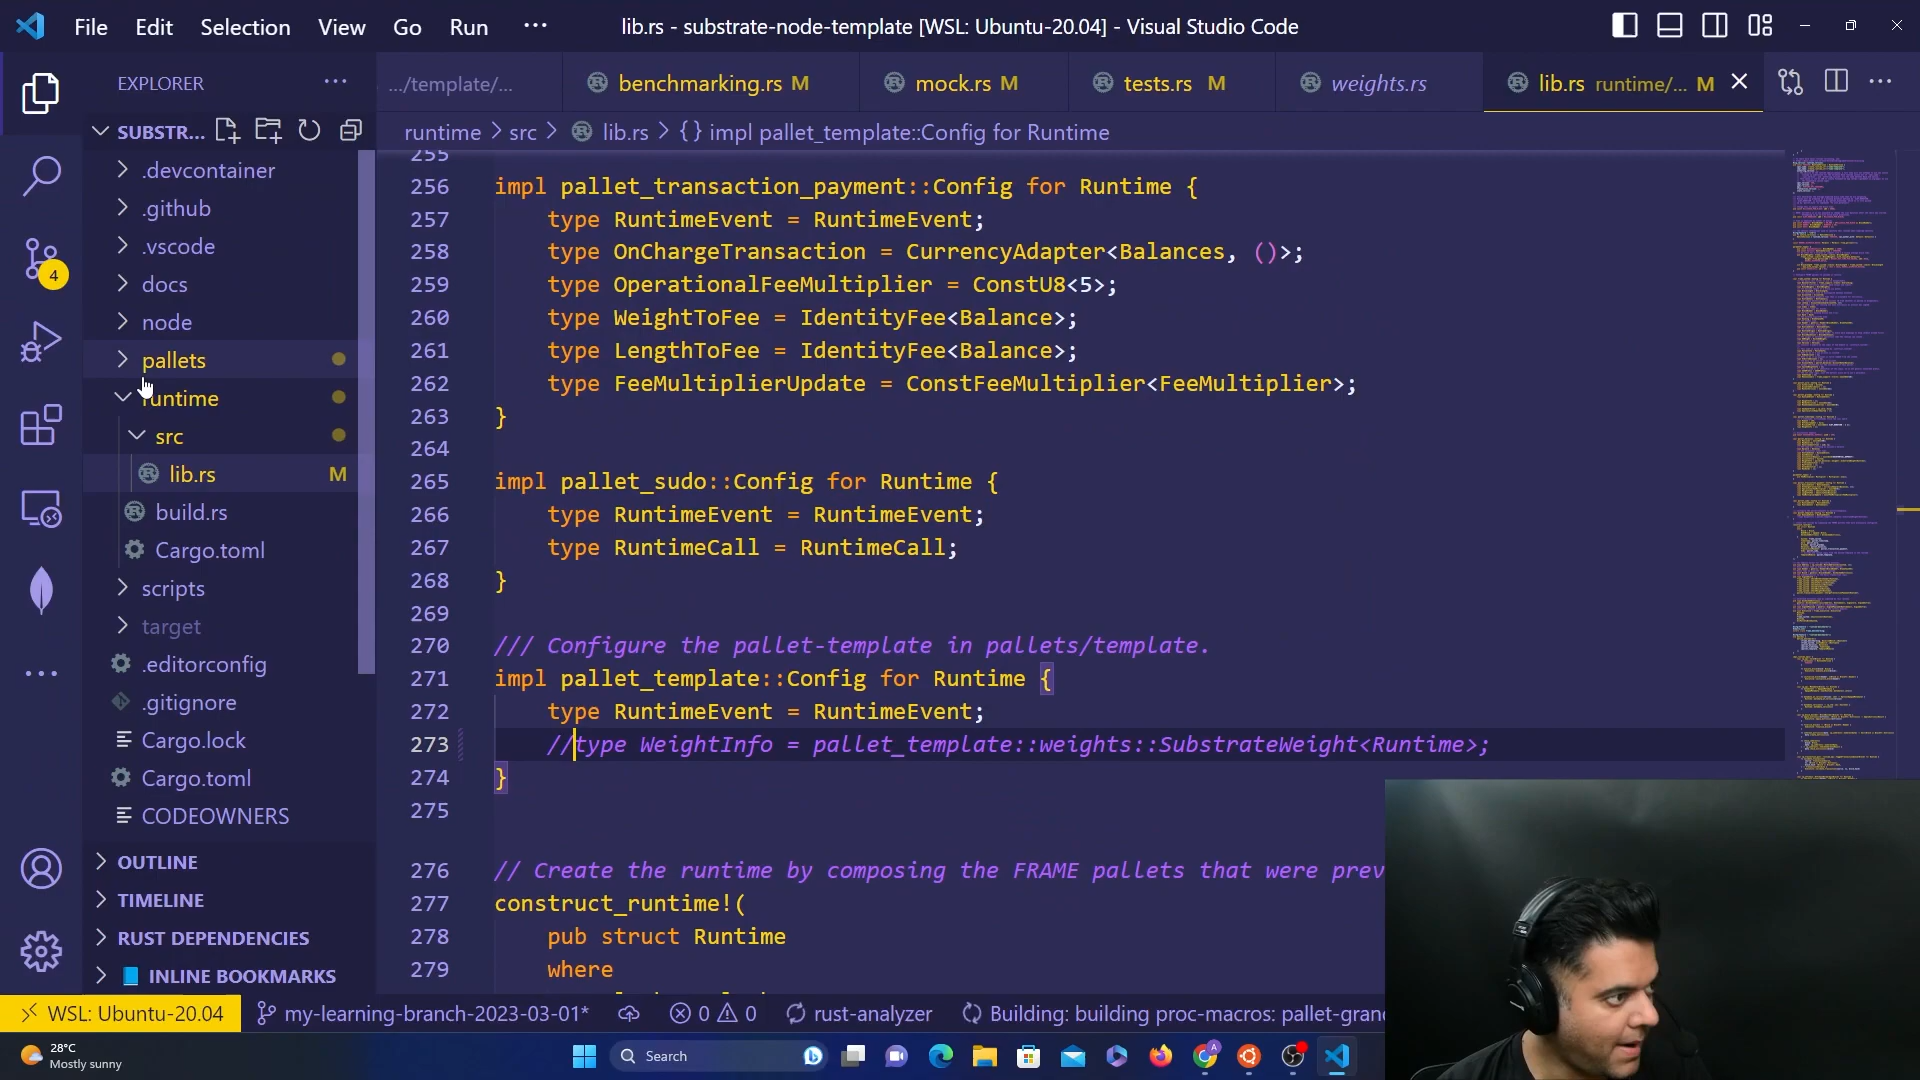 File Edit Selection View Go Run ···
lib.rs - substrate-node-template [WSL: Ubuntu-20.04] - Visual Studio Code
EXPLORER
.../template/...
benchmarking.rs M
mock.rs M
tests.rs M
weights.rs
lib.rs runtime/... M
SUBSTR...
runtime > src > lib.rs > {} impl pallet_template::Config for Runtime
.devcontainer
.github
.vscode
docs
node
pallets
runtime
src
lib.rs M
build.rs
Cargo.toml
scripts
target
.editorconfig
.gitignore
Cargo.lock
Cargo.toml
CODEOWNERS
OUTLINE
TIMELINE
RUST DEPENDENCIES
INLINE BOOKMARKS
4
255
256 impl pallet_transaction_payment::Config for Runtime {
257 type RuntimeEvent = RuntimeEvent;
258 type OnChargeTransaction = CurrencyAdapter<Balances, ()>;
259 type OperationalFeeMultiplier = ConstU8<5>;
260 type WeightToFee = IdentityFee<Balance>;
261 type LengthToFee = IdentityFee<Balance>;
262 type FeeMultiplierUpdate = ConstFeeMultiplier<FeeMultiplier>;
263 }
264
265 impl pallet_sudo::Config for Runtime {
266 type RuntimeEvent = RuntimeEvent;
267 type RuntimeCall = RuntimeCall;
268 }
269
270 /// Configure the pallet-template in pallets/template.
271 impl pallet_template::Config for Runtime {
272 type RuntimeEvent = RuntimeEvent;
273 //type WeightInfo = pallet_template::weights::SubstrateWeight<Runtime>;
274 }
275
276 // Create the runtime by composing the FRAME pallets that were prev
277 construct_runtime!(
278 pub struct Runtime
279 where
WSL: Ubuntu-20.04
my-learning-branch-2023-03-01*
0 0
rust-analyzer
Building: building proc-macros: pallet-gran
28°C
Mostly sunny
Search